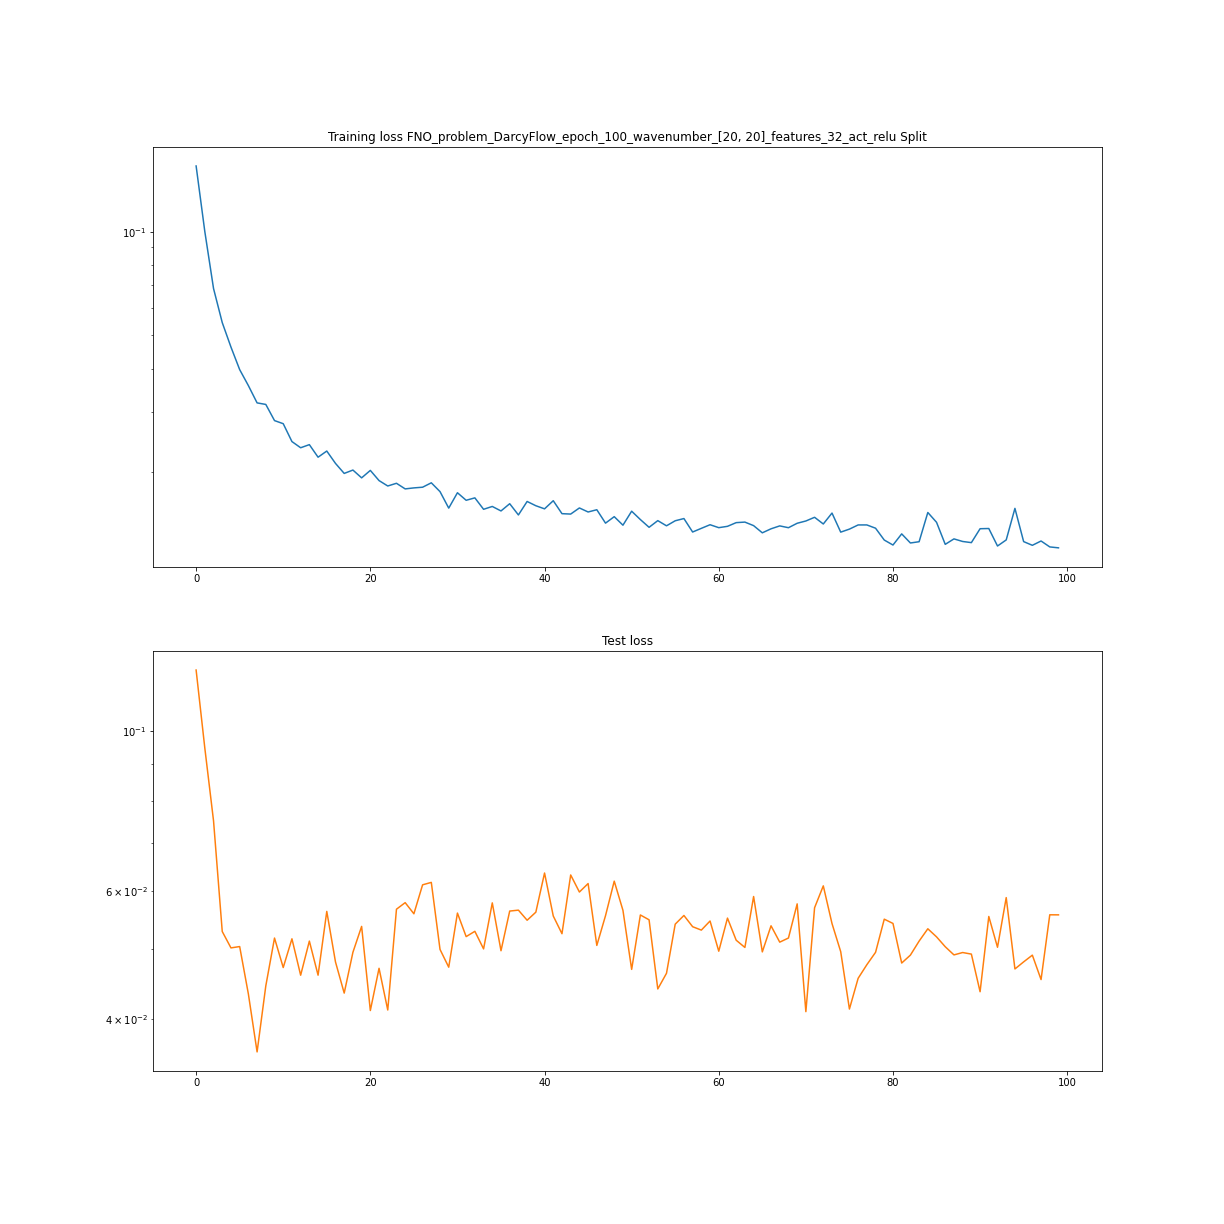 Training loss FNO_problem_DarcyFlow_epoch_100_wavenumber_[20, 20]_features_32_act_relu Split
10⁻¹
0 20 40 60 80 100
Test loss
10⁻¹
6 × 10⁻²
4 × 10⁻²
0 20 40 60 80 100